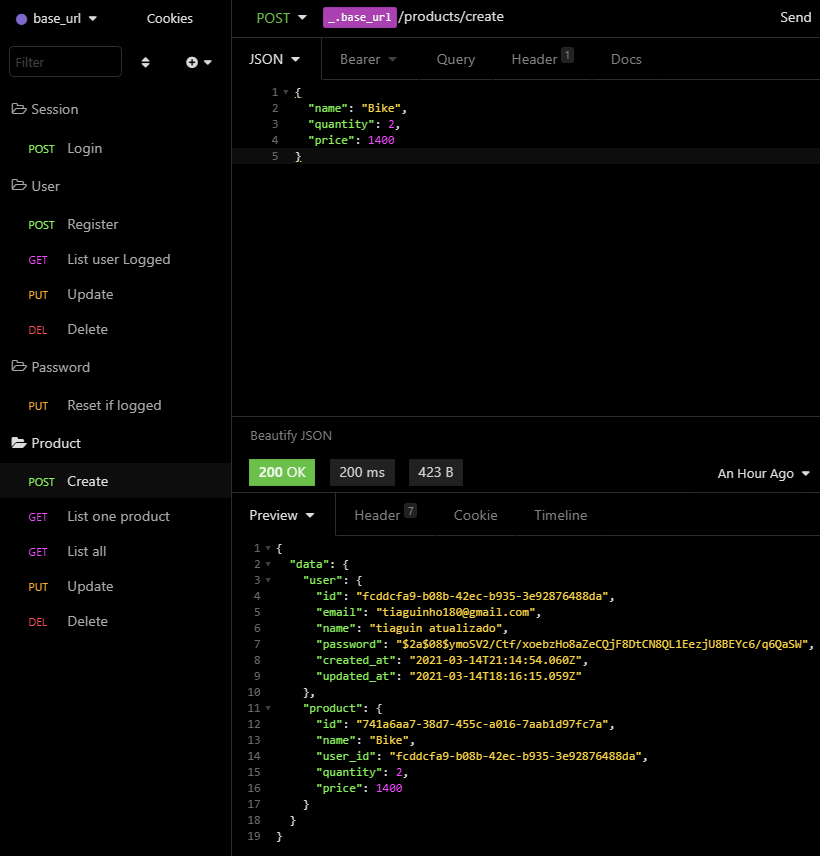 base_url
Cookies
Filter
Session
POST Login
User
POST Register
GET List user Logged
PUT Update
DEL Delete
Password
PUT Reset if logged
Product
POST Create
GET List one product
GET List all
PUT Update
DEL Delete
POST _.base_url/products/create Send
JSON Bearer Query Header 1 Docs
1 {
2 "name": "Bike",
3 "quantity": 2,
4 "price": 1400
5 }
Beautify JSON
200 OK 200 ms 423 B An Hour Ago
Preview Header 7 Cookie Timeline
1 {
2 "data": {
3 "user": {
4 "id": "fcddcfa9-b08b-42ec-b935-3e92876488da",
5 "email": "tiaguinho180@gmail.com",
6 "name": "tiaguin atualizado",
7 "password": "$2a$08$ymoSV2/Ctf/xoebzHo8aZeCQjF8DtCN8QL1EezjU8BEYc6/q6QaSW",
8 "created_at": "2021-03-14T21:14:54.060Z",
9 "updated_at": "2021-03-14T18:16:15.059Z"
10 },
11 "product": {
12 "id": "741a6aa7-38d7-455c-a016-7aab1d97fc7a",
13 "name": "Bike",
14 "user_id": "fcddcfa9-b08b-42ec-b935-3e92876488da",
15 "quantity": 2,
16 "price": 1400
17 }
18 }
19 }